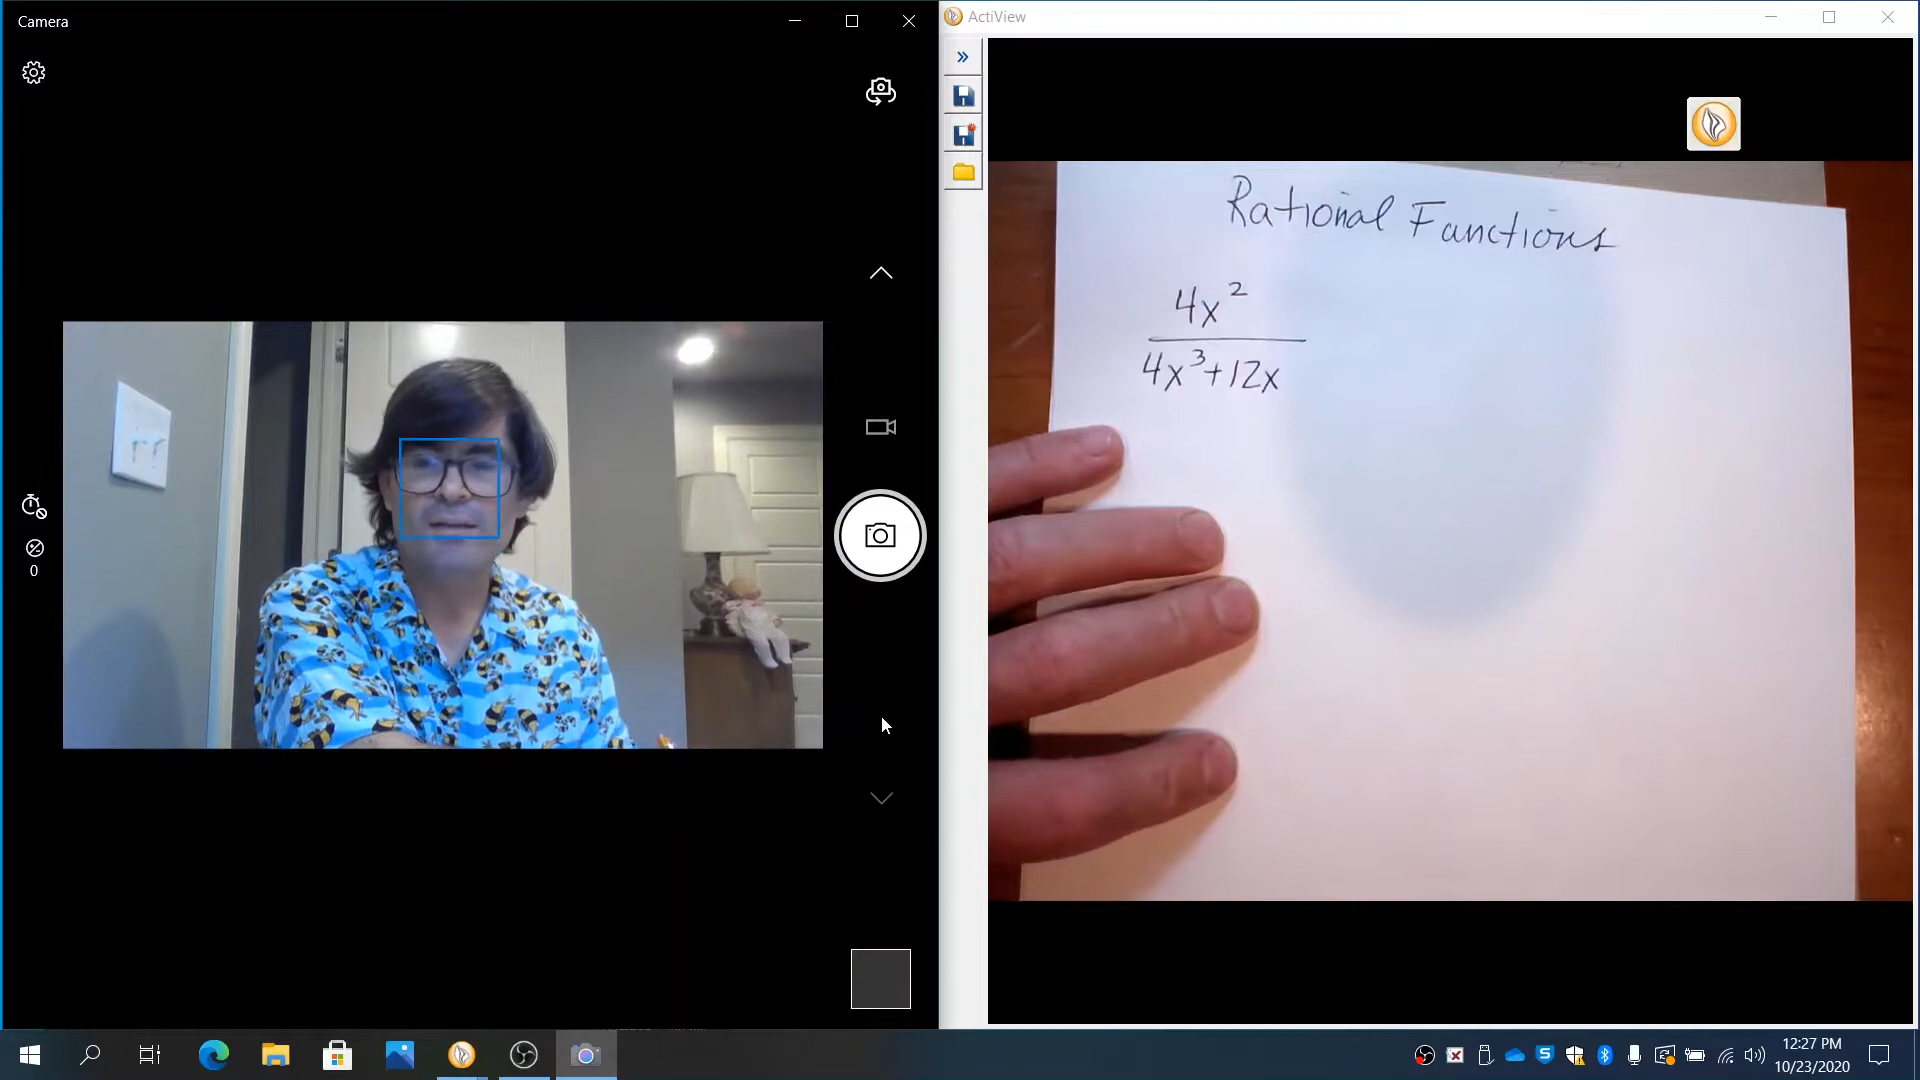 Camera
ActiView
0
Rational Functions
4x²
4x³+12x
12:27 PM
10/23/2020